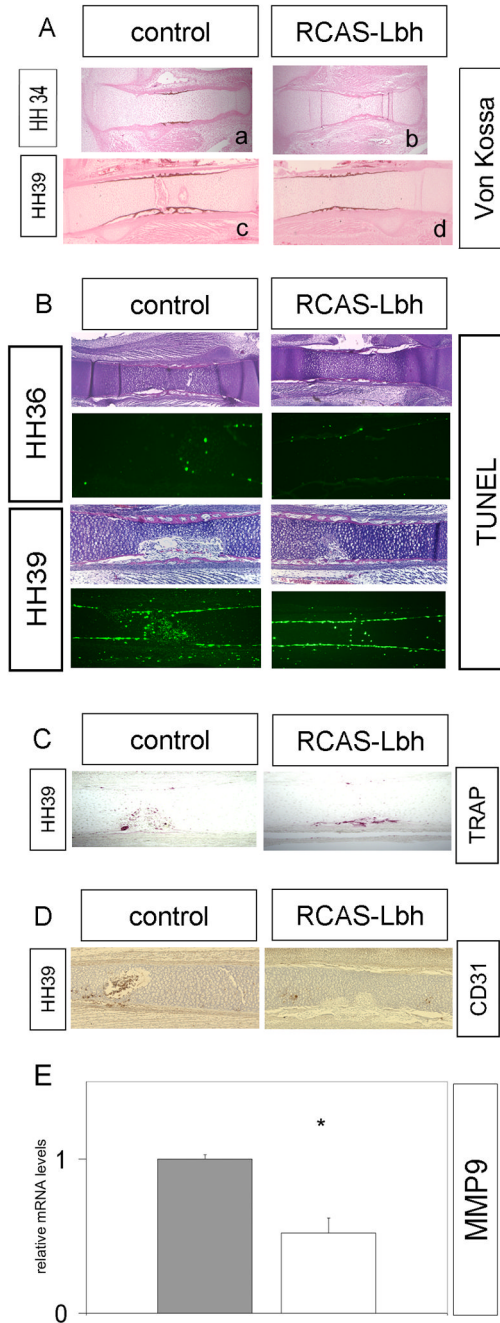 A
control
RCAS-Lbh
HH 34
a
b
HH39
c
d
Von Kossa
B
control
RCAS-Lbh
HH36
HH39
TUNEL
C
control
RCAS-Lbh
HH39
TRAP
D
control
RCAS-Lbh
HH39
CD31
E
*
relative mRNA levels
1
0
MMP9